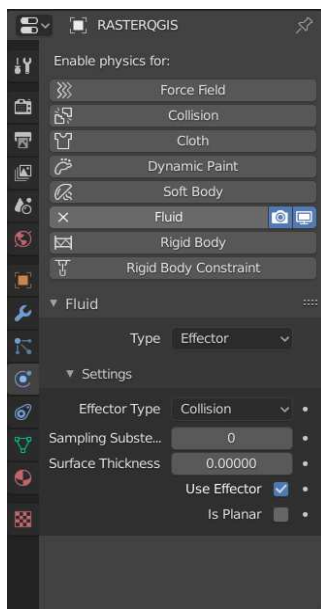 RASTERQGIS
Enable physics for:
Force Field
Collision
Cloth
Dynamic Paint
Soft Body
Fluid
Rigid Body
Rigid Body Constraint
Fluid
Type Effector
Settings
Effector Type Collision
Sampling Subste... 0
Surface Thickness 0.00000
Use Effector
Is Planar